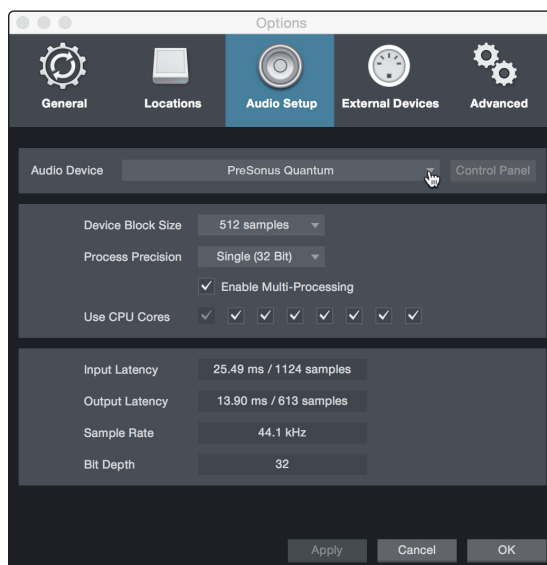 Options
General Locations Audio Setup External Devices Advanced
Audio Device PreSonus Quantum Control Panel
Device Block Size 512 samples
Process Precision Single (32 Bit)
Enable Multi-Processing
Use CPU Cores
Input Latency 25.49 ms / 1124 samples
Output Latency 13.90 ms / 613 samples
Sample Rate 44.1 kHz
Bit Depth 32
Apply Cancel OK